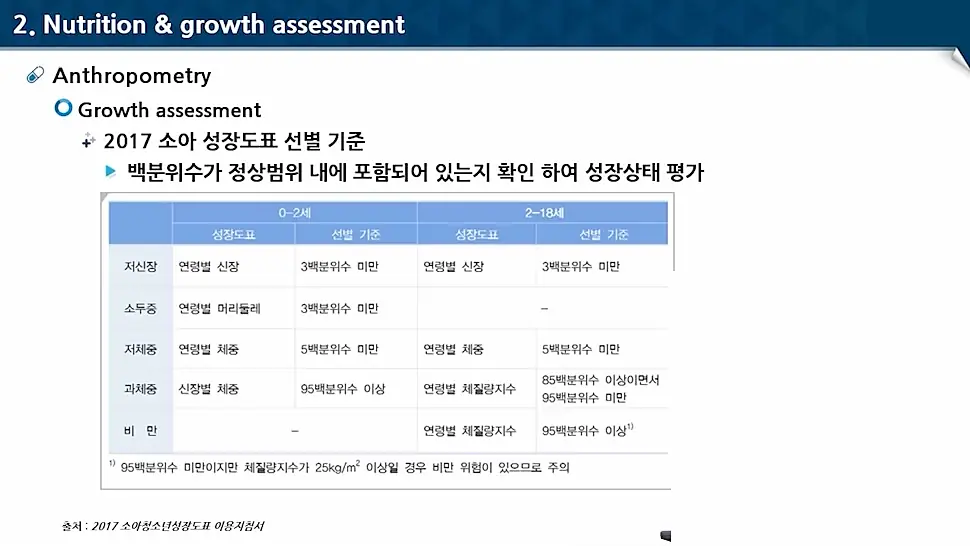 2. Nutrition & growth assessment
Anthropometry
Growth assessment
2017 소아 성장도표 선별 기준
백분위수가 정상범위 내에 포함되어 있는지 확인 하여 성장상태 평가
0-2세 2-18세
성장도표 선별 기준 성장도표 선별 기준
저신장 연령별 신장 3백분위수 미만 연령별 신장 3백분위수 미만
소두증 연령별 머리둘레 3백분위수 미만 –
저체중 연령별 체중 5백분위수 미만 연령별 체중 5백분위수 미만
과체중 신장별 체중 95백분위수 이상 연령별 체질량지수 85백분위수 이상이면서
95백분위수 미만
비 만 – 연령별 체질량지수 95백분위수 이상1)
1) 95백분위수 미만이지만 체질량지수가 25kg/m2 이상일 경우 비만 위험이 있으므로 주의
출처 : 2017 소아청소년성장도표 이용지침서